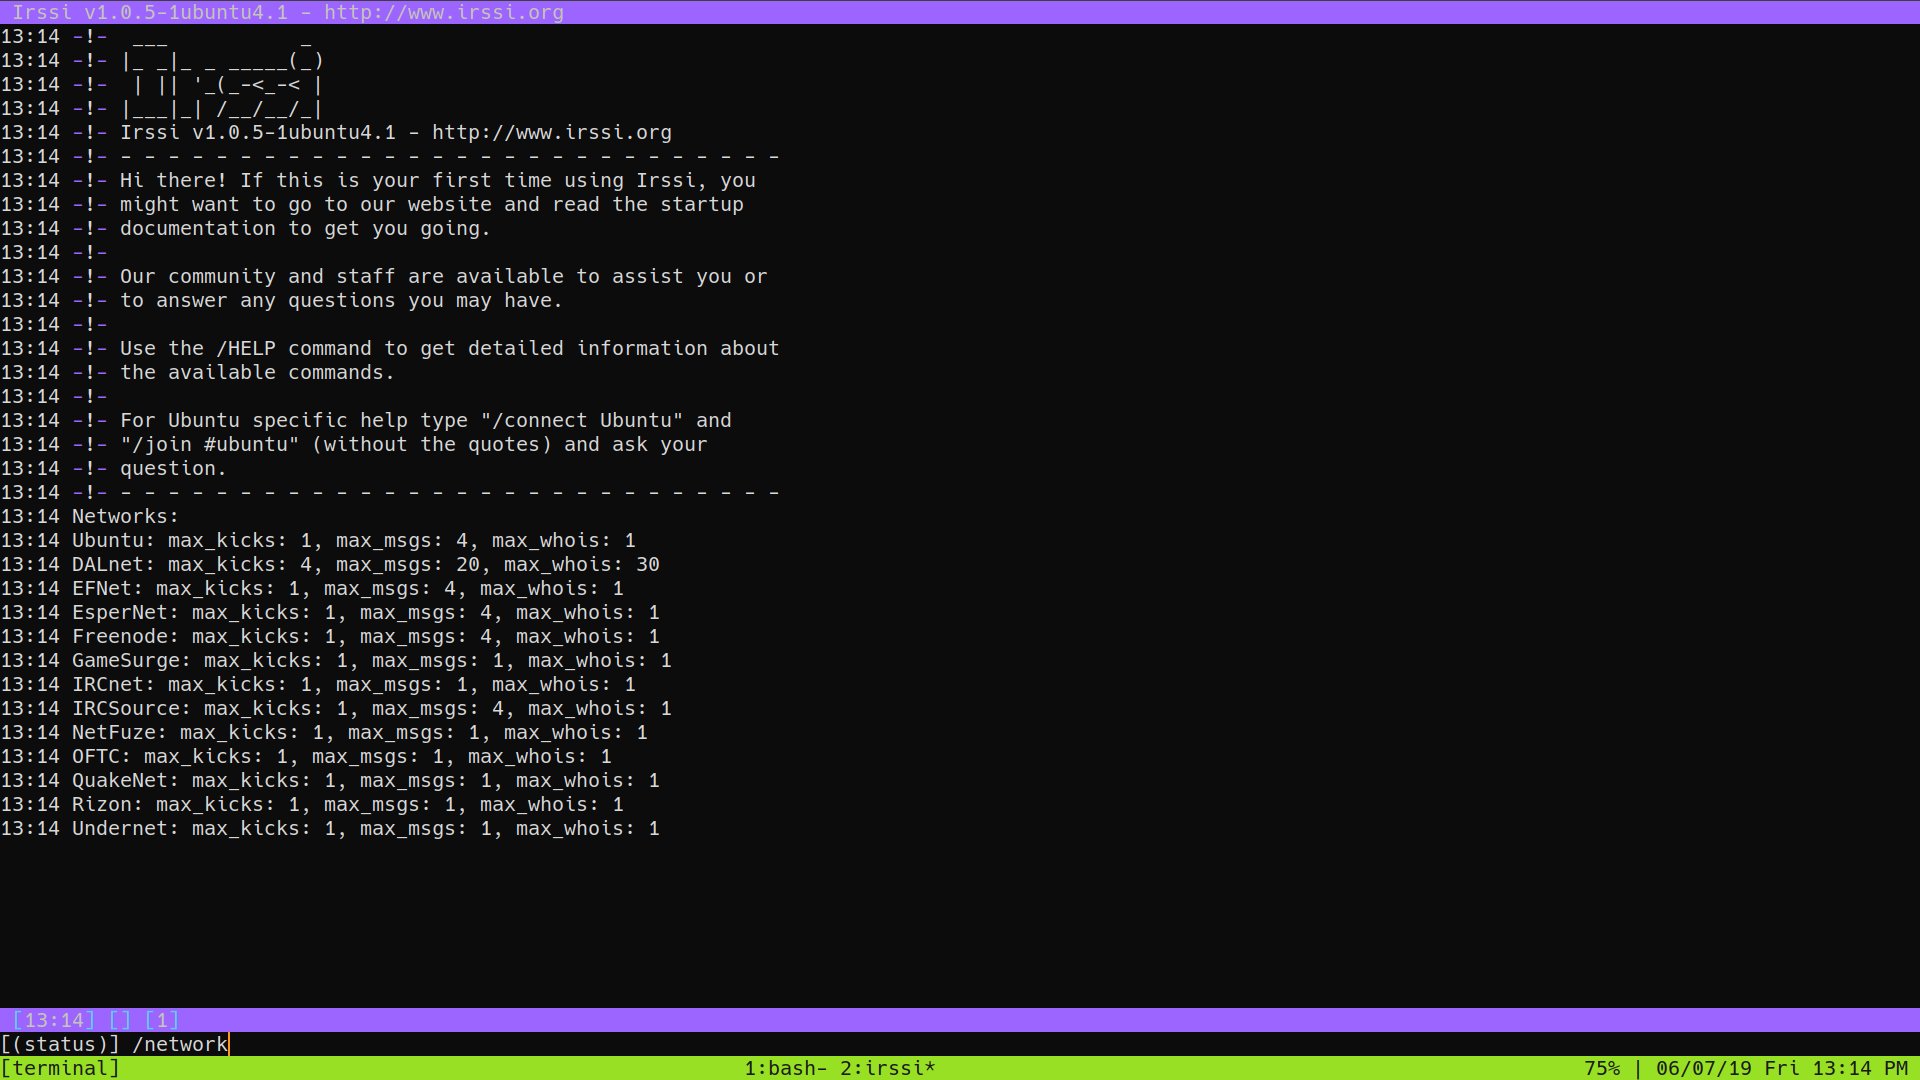 Irssi v1.0.5-1ubuntu4.1 - http://www.irssi.org
13:14 -!-  ___           _
13:14 -!- |_ _|_ _ _____(_)
13:14 -!-  | || '_(_-<_-< |
13:14 -!- |___|_| /__/__/_|
13:14 -!- Irssi v1.0.5-1ubuntu4.1 - http://www.irssi.org
13:14 -!- - - - - - - - - - - - - - - - - - - - - - - - - - - - -
13:14 -!- Hi there! If this is your first time using Irssi, you
13:14 -!- might want to go to our website and read the startup
13:14 -!- documentation to get you going.
13:14 -!-
13:14 -!- Our community and staff are available to assist you or
13:14 -!- to answer any questions you may have.
13:14 -!-
13:14 -!- Use the /HELP command to get detailed information about
13:14 -!- the available commands.
13:14 -!-
13:14 -!- For Ubuntu specific help type "/connect Ubuntu" and
13:14 -!- "/join #ubuntu" (without the quotes) and ask your
13:14 -!- question.
13:14 -!- - - - - - - - - - - - - - - - - - - - - - - - - - - - -
13:14 Networks:
13:14 Ubuntu: max_kicks: 1, max_msgs: 4, max_whois: 1
13:14 DALnet: max_kicks: 4, max_msgs: 20, max_whois: 30
13:14 EFNet: max_kicks: 1, max_msgs: 4, max_whois: 1
13:14 EsperNet: max_kicks: 1, max_msgs: 4, max_whois: 1
13:14 Freenode: max_kicks: 1, max_msgs: 4, max_whois: 1
13:14 GameSurge: max_kicks: 1, max_msgs: 1, max_whois: 1
13:14 IRCnet: max_kicks: 1, max_msgs: 1, max_whois: 1
13:14 IRCSource: max_kicks: 1, max_msgs: 4, max_whois: 1
13:14 NetFuze: max_kicks: 1, max_msgs: 1, max_whois: 1
13:14 OFTC: max_kicks: 1, max_msgs: 1, max_whois: 1
13:14 QuakeNet: max_kicks: 1, max_msgs: 1, max_whois: 1
13:14 Rizon: max_kicks: 1, max_msgs: 1, max_whois: 1
13:14 Undernet: max_kicks: 1, max_msgs: 1, max_whois: 1
[13:14] [] [1]
[(status)] /network
[terminal] 1:bash- 2:irssi* 75% | 06/07/19 Fri 13:14 PM